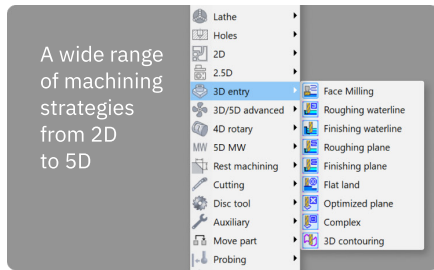 A wide range
of machining
strategies
from 2D
to 5D
Lathe
Holes
2D
2.5D
3D entry
3D/5D advanced
4D rotary
MW 5D MW
Rest machining
Cutting
Disc tool
Auxiliary
Move part
Probing
Face Milling
Roughing waterline
Finishing waterline
Roughing plane
Finishing plane
Flat land
Optimized plane
Complex
3D contouring